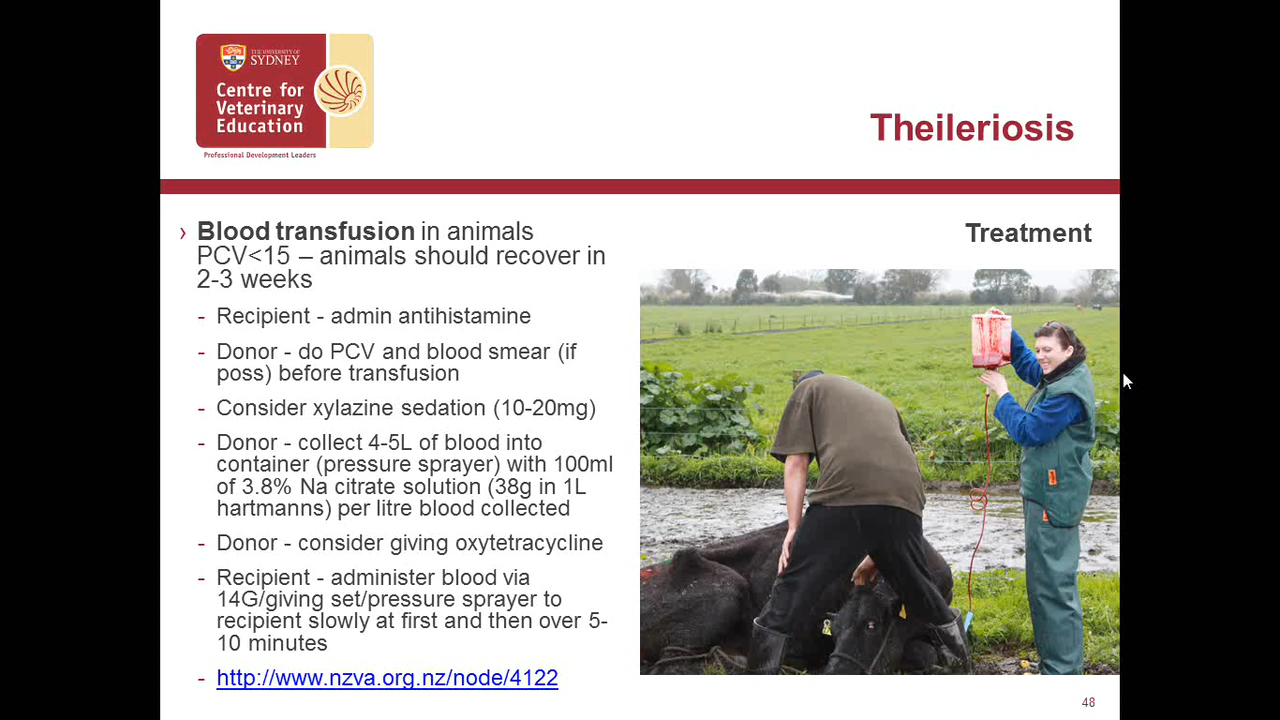 THE UNIVERSITY OF
SYDNEY
Centre for
Veterinary
Education
Professional Development Leaders
Theileriosis
› Blood transfusion in animals
PCV<15 – animals should recover in
2-3 weeks
- Recipient - admin antihistamine
- Donor - do PCV and blood smear (if
poss) before transfusion
- Consider xylazine sedation (10-20mg)
- Donor - collect 4-5L of blood into
container (pressure sprayer) with 100ml
of 3.8% Na citrate solution (38g in 1L
hartmanns) per litre blood collected
- Donor - consider giving oxytetracycline
- Recipient - administer blood via
14G/giving set/pressure sprayer to
recipient slowly at first and then over 5-
10 minutes
- http://www.nzva.org.nz/node/4122
Treatment
48